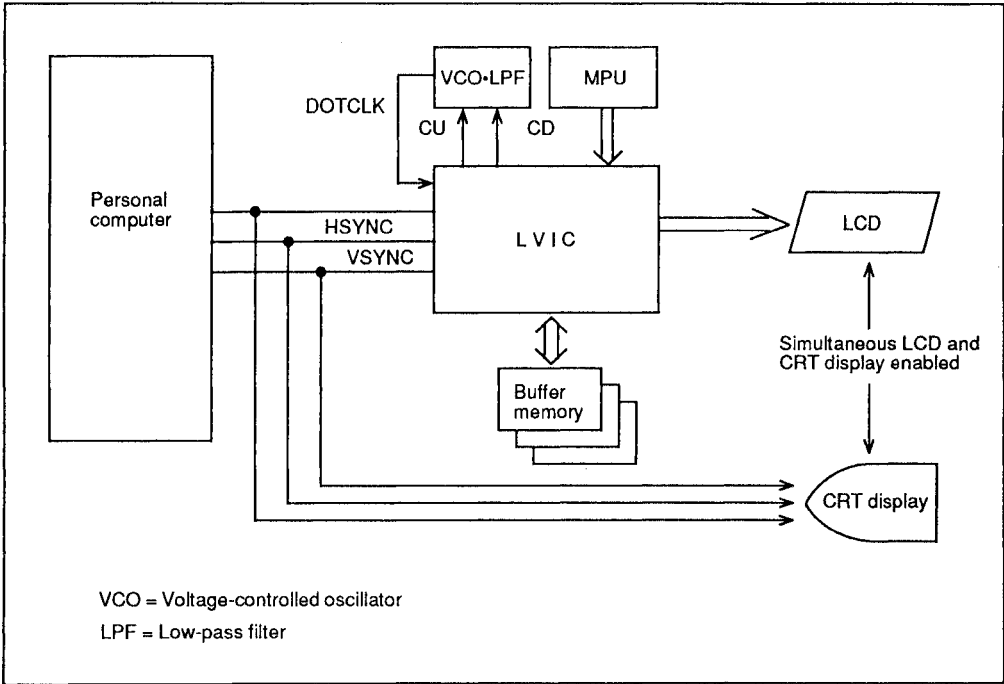 VCO•LPF
MPU
DOTCLK
CU
CD
Personal
computer
HSYNC
VSYNC
LVIC
LCD
Simultaneous LCD and
CRT display enabled
Buffer
memory
CRT display
VCO = Voltage-controlled oscillator
LPF = Low-pass filter